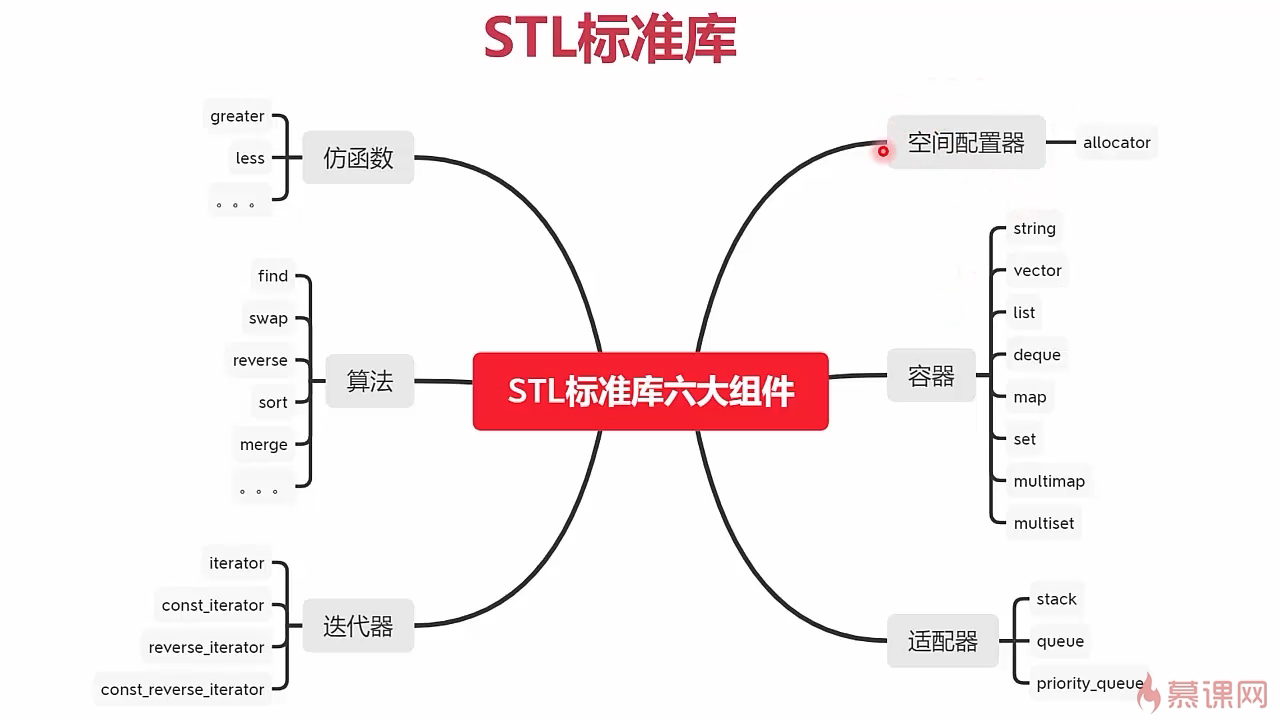 STL标准库
greater
less
。。。
仿函数
find
swap
reverse
sort
merge
。。。
算法
iterator
const_iterator
reverse_iterator
const_reverse_iterator
迭代器
STL标准库六大组件
空间配置器
allocator
容器
string
vector
list
deque
map
set
multimap
multiset
适配器
stack
queue
priority_queue
慕课网